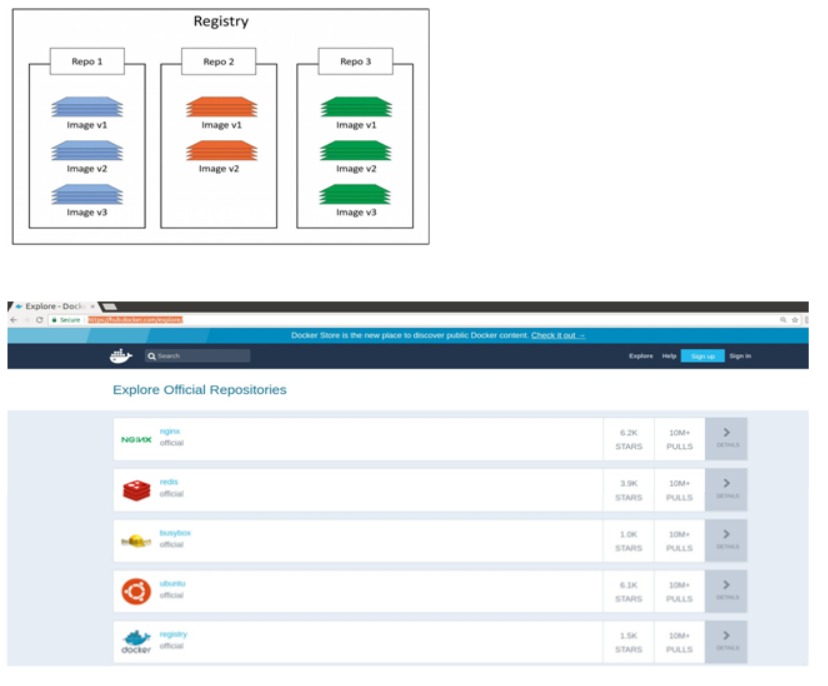 Registry
Repo 1
Repo 2
Repo 3
Image v1
Image v1
Image v1
Image v2
Image v2
Image v2
Image v3
Image v3
Explore - Dock
Secure https://hub.docker.com/explore/
Docker Store is the new place to discover public Docker content. Check it out →
Search
Explore Help Sign up Sign in
Explore Official Repositories
NGINX
nginx
official
6.2K
STARS
10M+
PULLS
DETAILS
redis
official
3.9K
STARS
10M+
PULLS
DETAILS
busybox
official
1.0K
STARS
10M+
PULLS
DETAILS
ubuntu
official
6.1K
STARS
10M+
PULLS
DETAILS
docker
registry
official
1.5K
STARS
10M+
PULLS
DETAILS